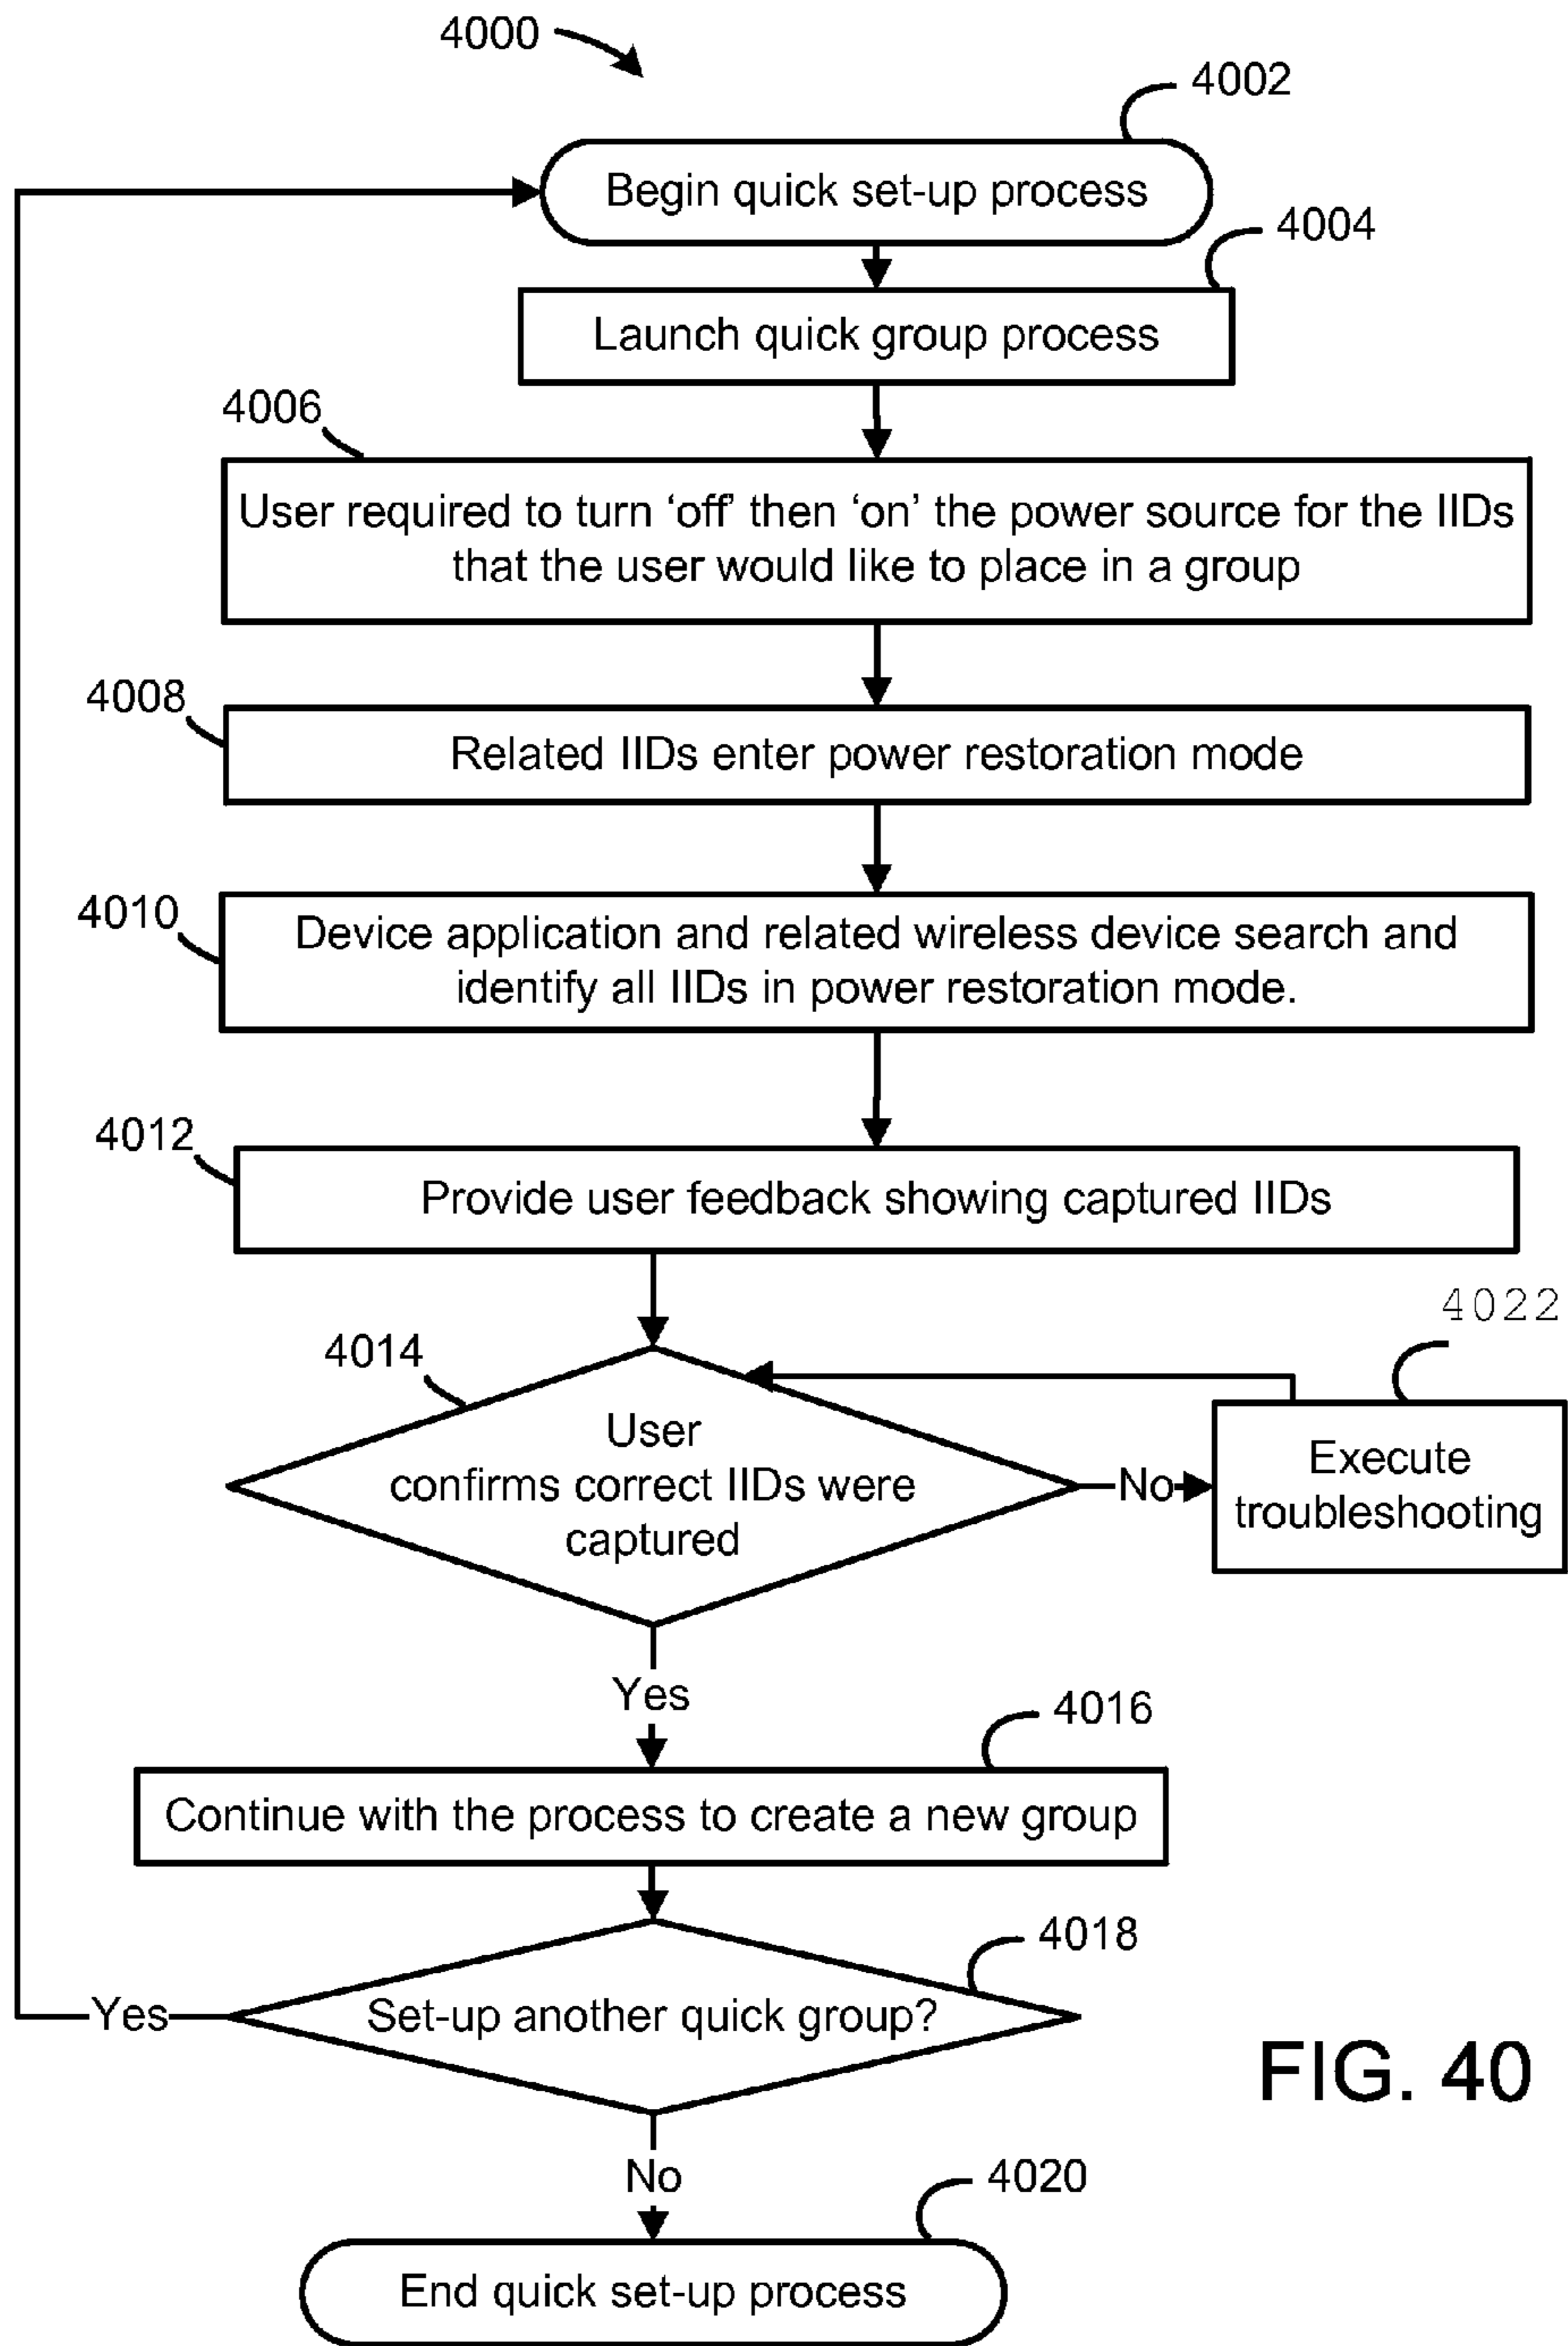 4000
4002
Begin quick set-up process
4004
Launch quick group process
4006
User required to turn ‘off’ then ‘on’ the power source for the IIDs
that the user would like to place in a group
4008
Related IIDs enter power restoration mode
4010
Device application and related wireless device search and
identify all IIDs in power restoration mode.
4012
Provide user feedback showing captured IIDs
4022
4014
User
confirms correct IIDs were
captured
No
Execute
troubleshooting
Yes
4016
Continue with the process to create a new group
4018
Set-up another quick group?
Yes
FIG. 40
No
4020
End quick set-up process